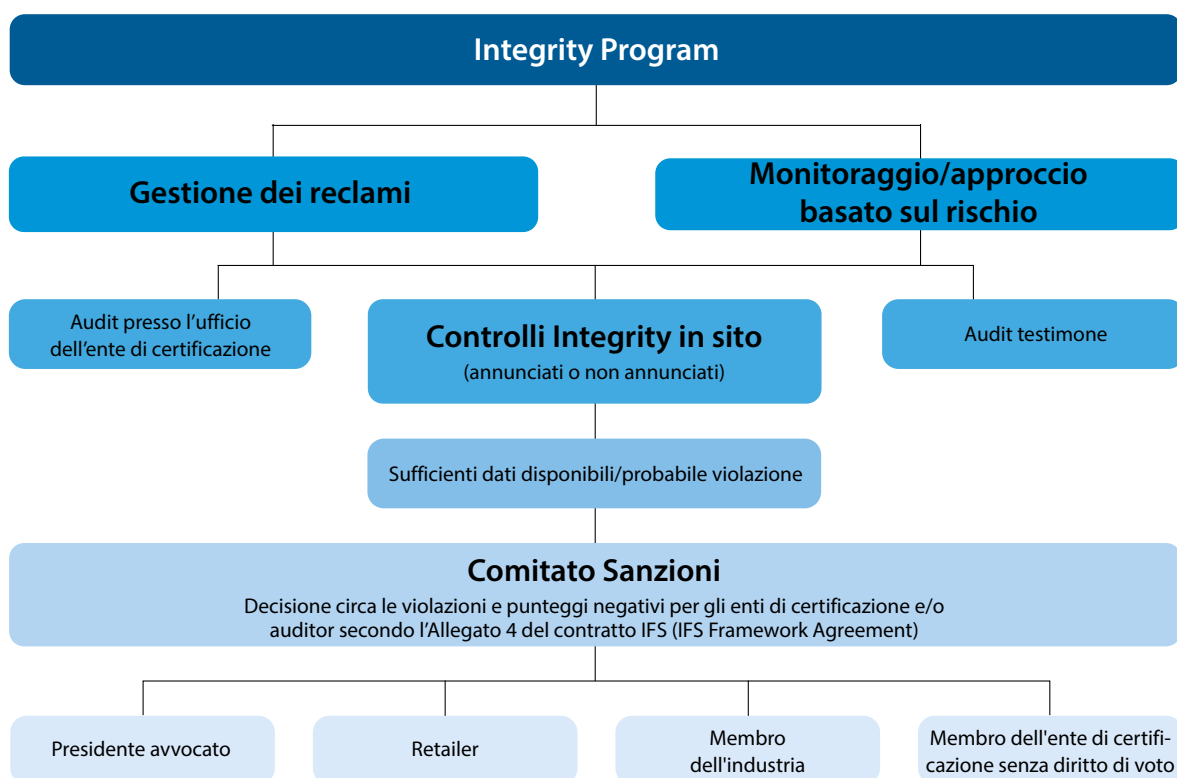 Integrity Program
Gestione dei reclami
Monitoraggio/approccio
basato sul rischio
Audit presso l'ufficio
dell'ente di certificazione
Controlli Integrity in sito
(annunciati o non annunciati)
Audit testimone
Sufficienti dati disponibili/probabile violazione
Comitato Sanzioni
Decisione circa le violazioni e punteggi negativi per gli enti di certificazione e/o
auditor secondo l'Allegato 4 del contratto IFS (IFS Framework Agreement)
Presidente avvocato
Retailer
Membro
dell'industria
Membro dell'ente di certifi-
cazione senza diritto di voto